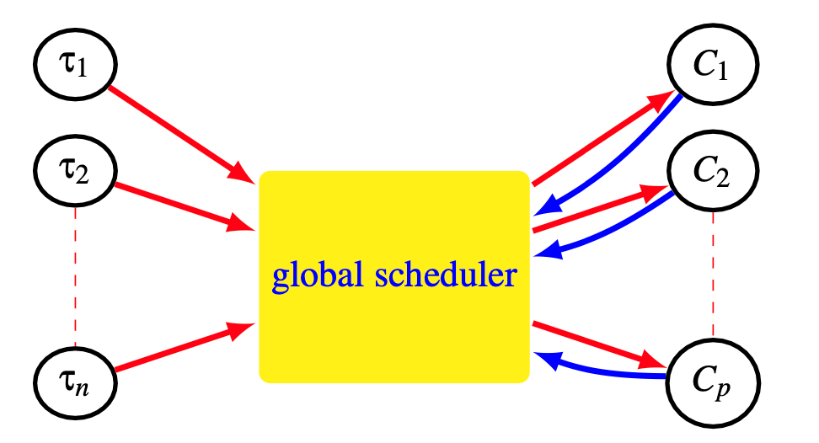 τ₁
C₁
τ₂
C₂
global scheduler
τₙ
Cₚ